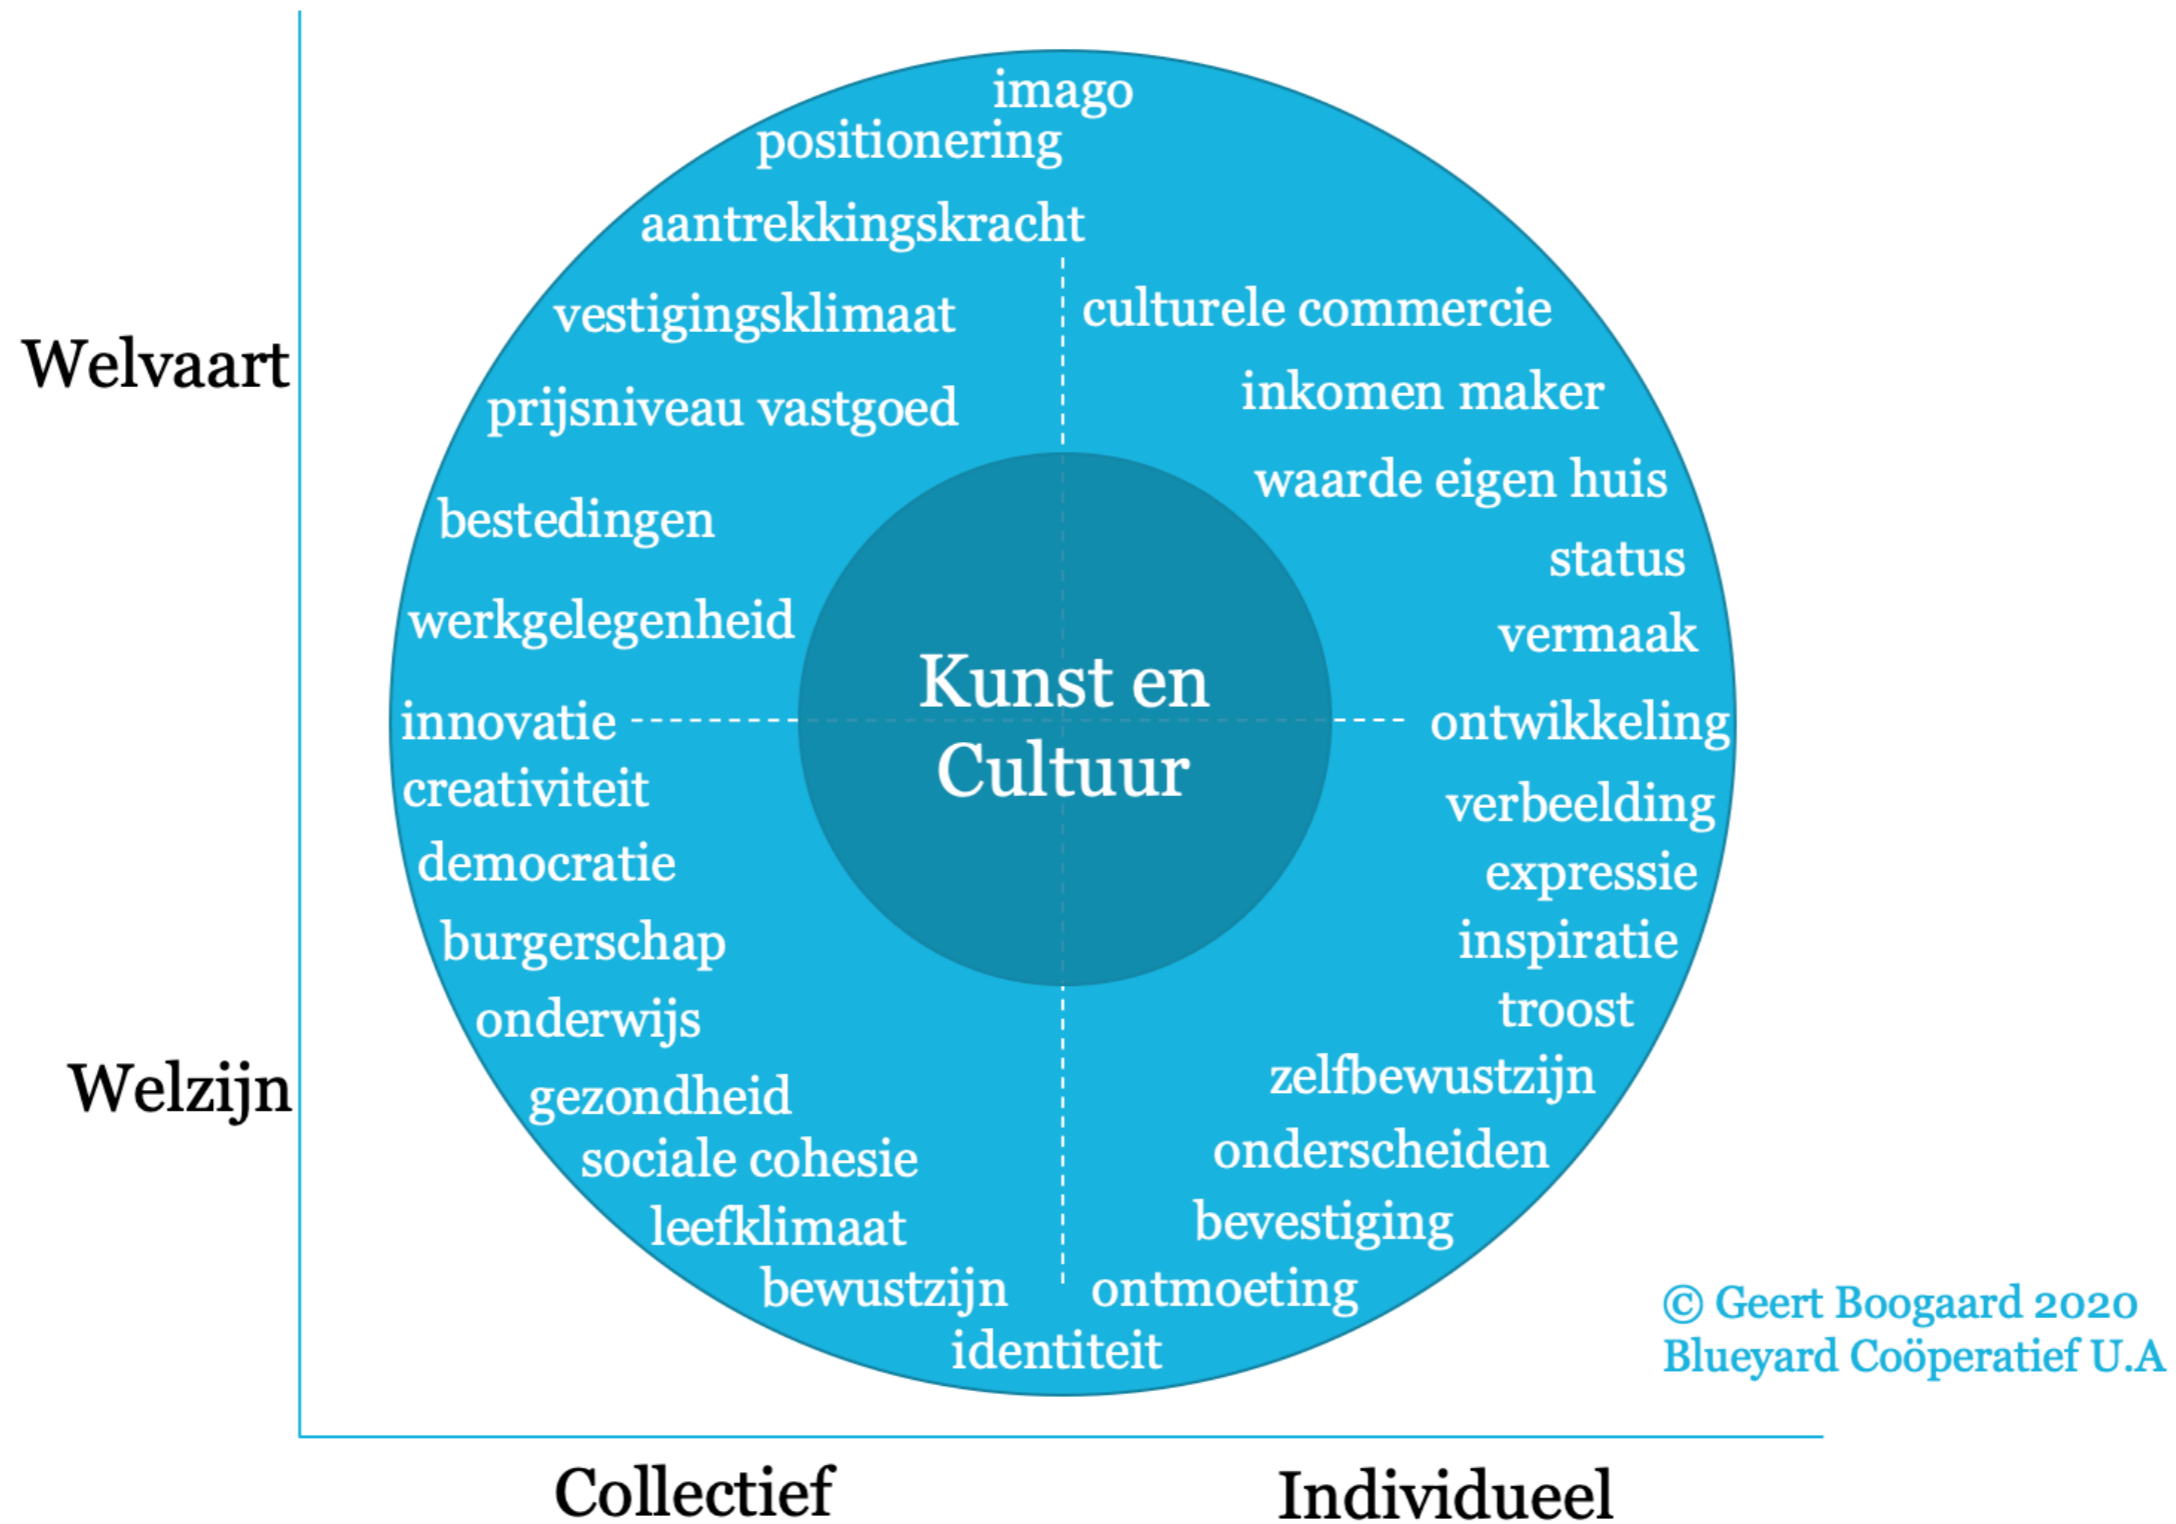 imago
positionering
aantrekkingskracht
vestigingsklimaat
culturele commercie
Welvaart
prijsniveau vastgoed
inkomen maker
waarde eigen huis
bestedingen
status
werkgelegenheid
vermaak
Kunst en
Cultuur
innovatie
ontwikkeling
creativiteit
verbeelding
democratie
expressie
burgerschap
inspiratie
onderwijs
troost
Welzijn
gezondheid
zelfbewustzijn
sociale cohesie
onderscheiden
leefklimaat
bevestiging
bewustzijn
ontmoeting
identiteit
© Geert Boogaard 2020
Blueyard Coöperatief U.A
Collectief
Individueel